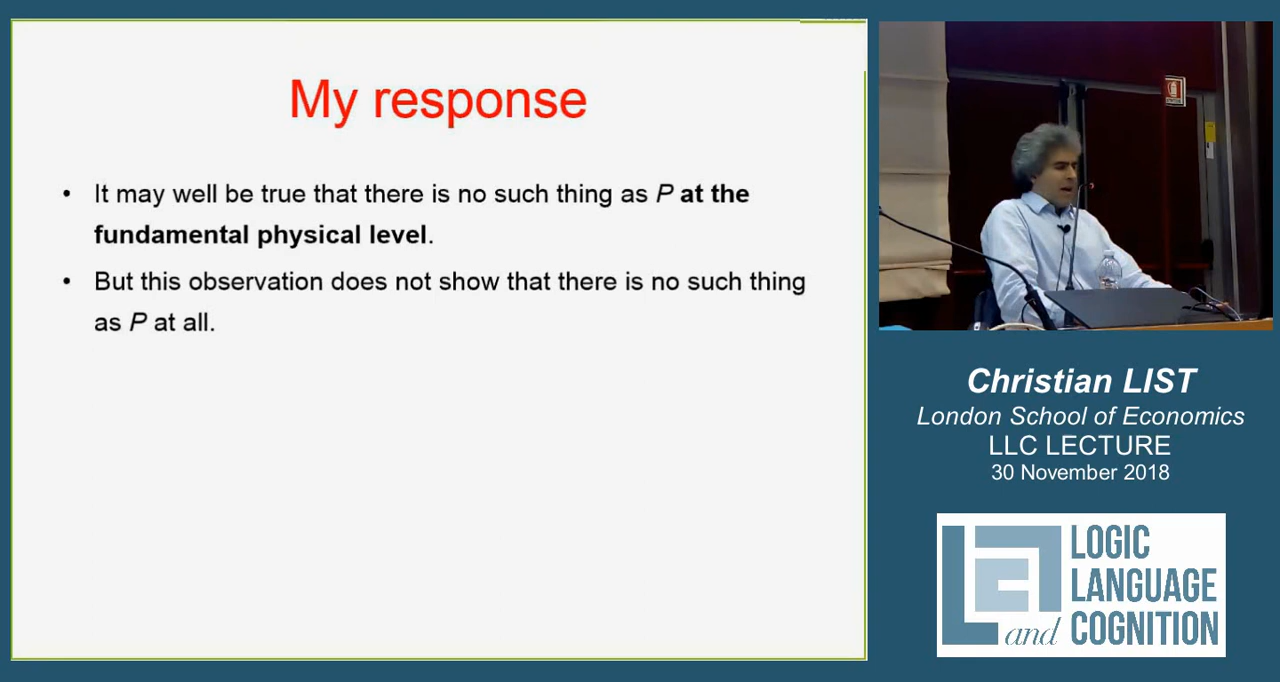 My response
• It may well be true that there is no such thing as P at the
fundamental physical level.
• But this observation does not show that there is no such thing
as P at all.
Christian LIST
London School of Economics
LLC LECTURE
30 November 2018
LOGIC
LANGUAGE
and COGNITION